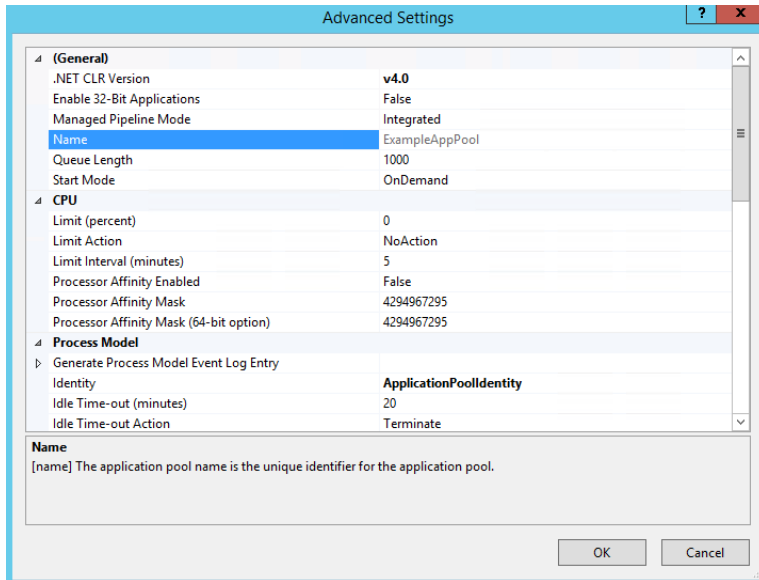 Advanced Settings
? x
(General)
.NET CLR Version v4.0
Enable 32-Bit Applications False
Managed Pipeline Mode Integrated
Name ExampleAppPool
Queue Length 1000
Start Mode OnDemand
CPU
Limit (percent) 0
Limit Action NoAction
Limit Interval (minutes) 5
Processor Affinity Enabled False
Processor Affinity Mask 4294967295
Processor Affinity Mask (64-bit option) 4294967295
Process Model
Generate Process Model Event Log Entry
Identity ApplicationPoolIdentity
Idle Time-out (minutes) 20
Idle Time-out Action Terminate
Name
[name] The application pool name is the unique identifier for the application pool.
OK Cancel